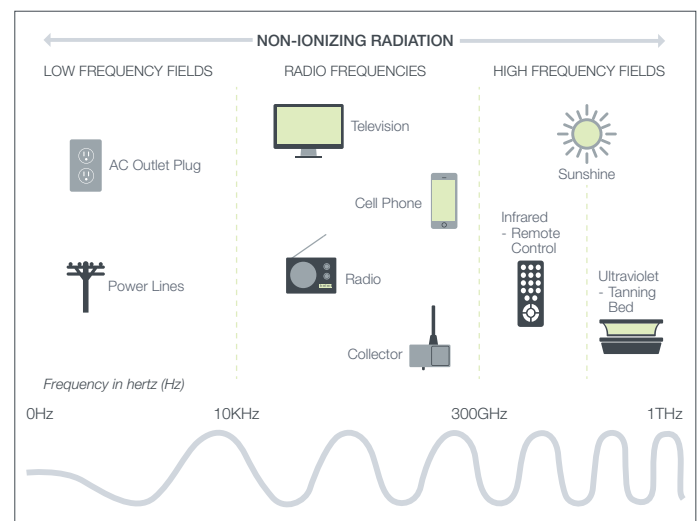 NON-IONIZING RADIATION
LOW FREQUENCY FIELDS
RADIO FREQUENCIES
HIGH FREQUENCY FIELDS
AC Outlet Plug
Power Lines
Television
Cell Phone
Radio
Collector
Sunshine
Infrared
- Remote
Control
Ultraviolet
- Tanning
Bed
Frequency in hertz (Hz)
0Hz
10KHz
300GHz
1THz